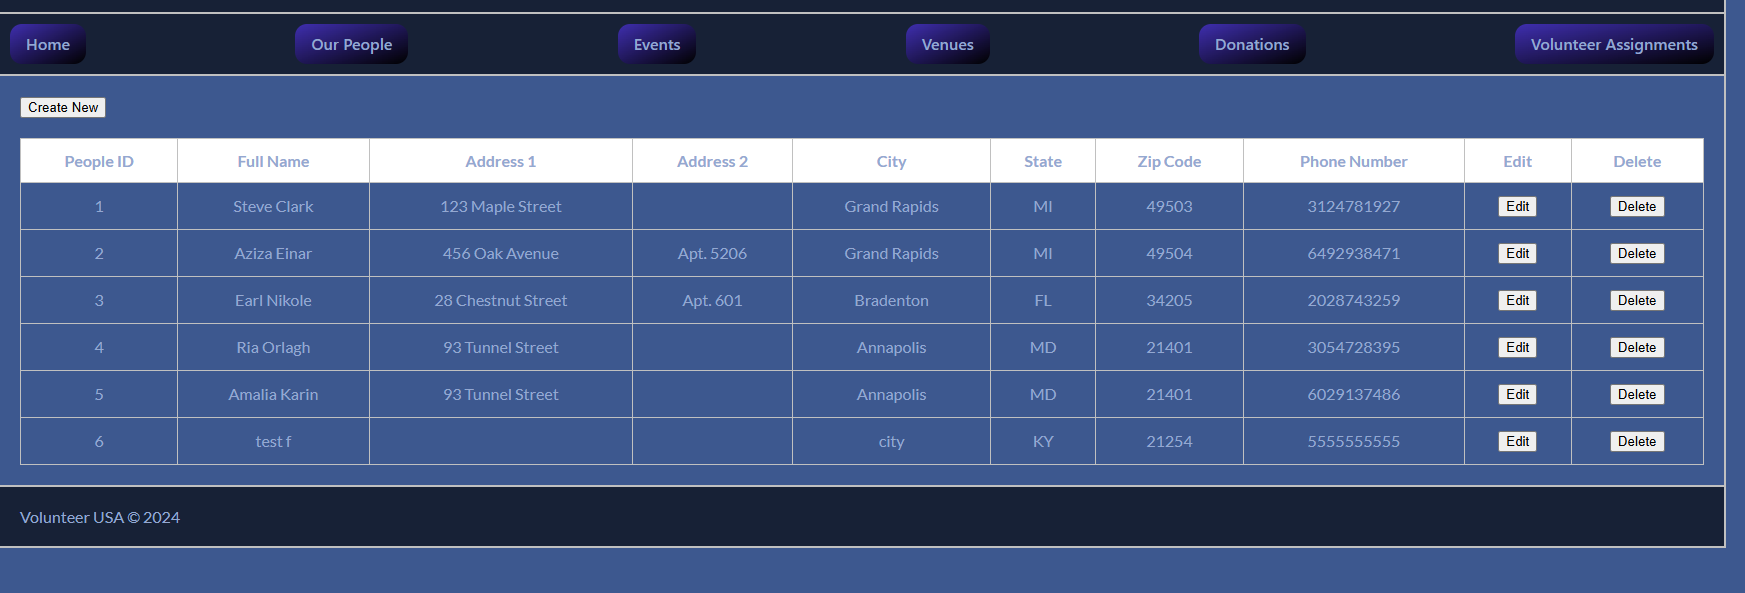 Home Our People Events Venues Donations Volunteer Assignments
Create New
People ID Full Name Address 1 Address 2 City State Zip Code Phone Number Edit Delete
1 Steve Clark 123 Maple Street Grand Rapids MI 49503 3124781927 Edit Delete
2 Aziza Einar 456 Oak Avenue Apt. 5206 Grand Rapids MI 49504 6492938471 Edit Delete
3 Earl Nikole 28 Chestnut Street Apt. 601 Bradenton FL 34205 2028743259 Edit Delete
4 Ria Orlagh 93 Tunnel Street Annapolis MD 21401 3054728395 Edit Delete
5 Amalia Karin 93 Tunnel Street Annapolis MD 21401 6029137486 Edit Delete
6 test f city KY 21254 5555555555 Edit Delete
Volunteer USA © 2024